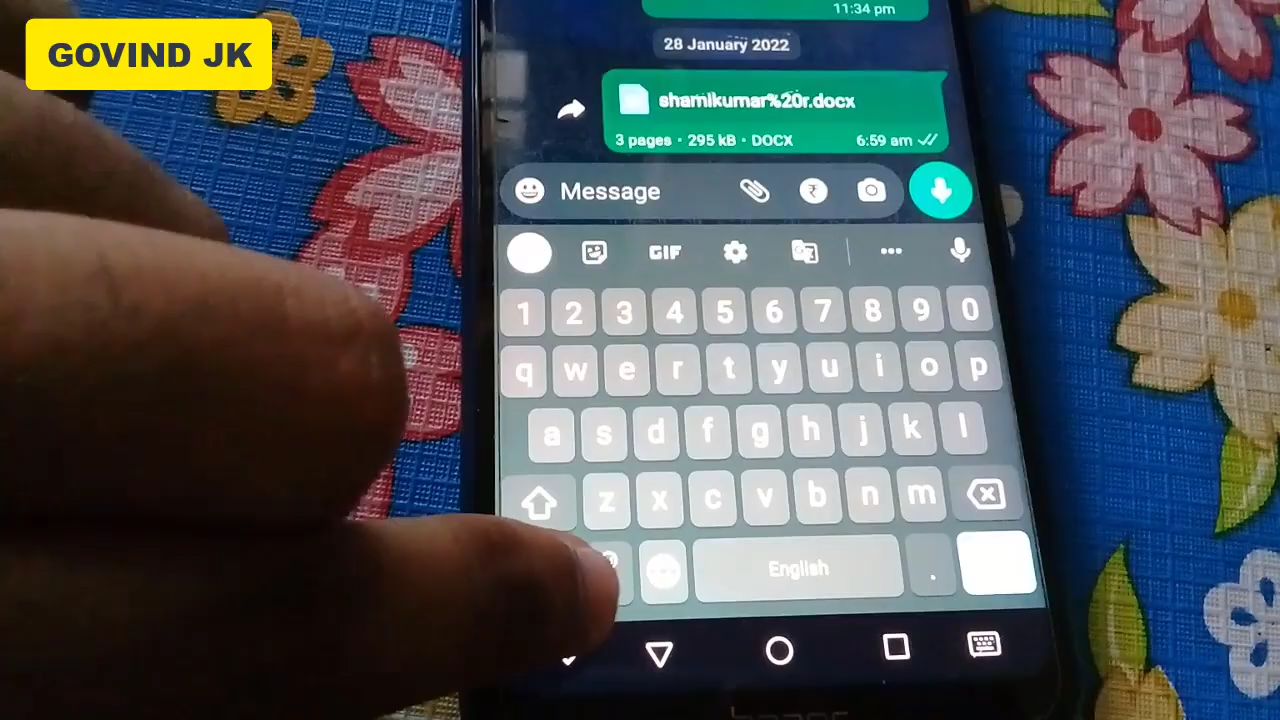 GOVIND JK
11:34 pm
28 January 2022
shamikumar%20r.docx
3 pages · 295 kB · DOCX 6:59 am
Message
₹
GIF
1 2 3 4 5 6 7 8 9 0
q w e r t y u i o p
a s d f g h j k l
z x c v b n m
English .